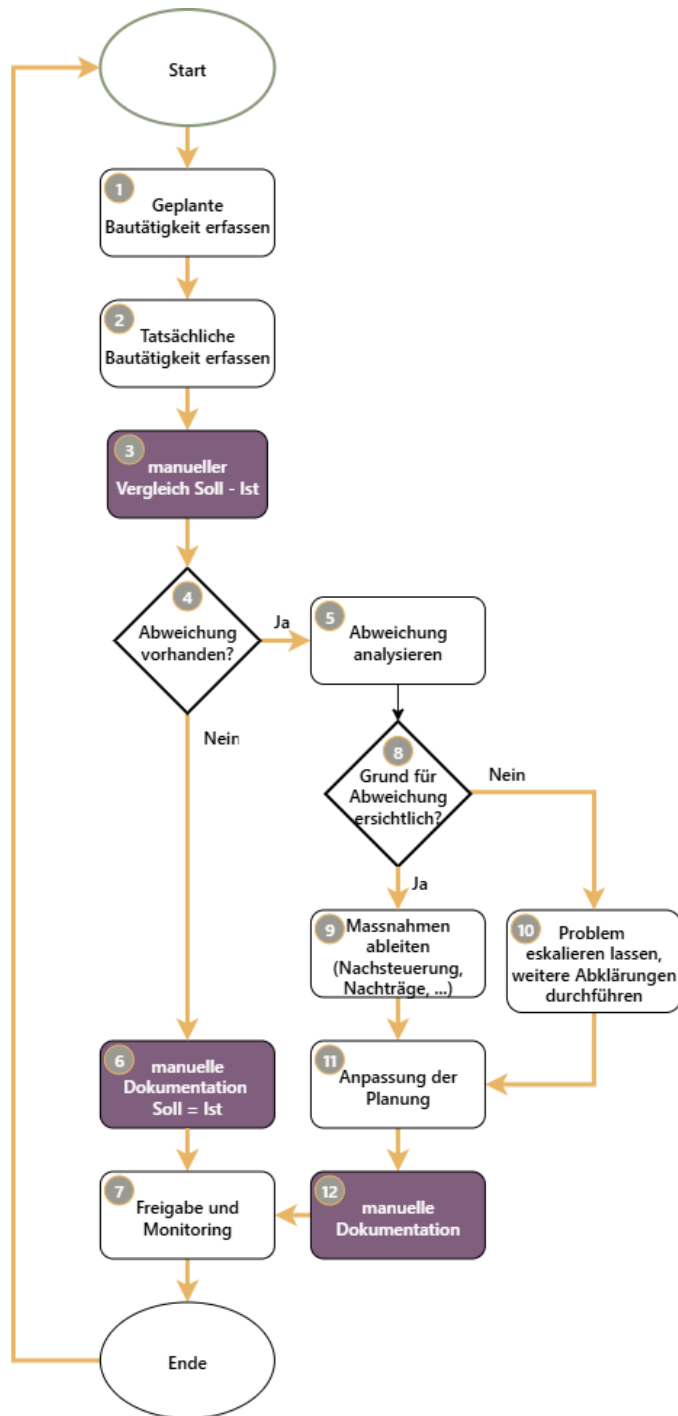 Start
1
Geplante
Bautätigkeit erfassen
2
Tatsächliche
Bautätigkeit erfassen
3
manueller
Vergleich Soll - Ist
4
Abweichung
vorhanden?
Ja
5
Abweichung
analysieren
Nein
8
Grund für
Abweichung
ersichtlich?
Nein
Ja
9
Massnahmen
ableiten
(Nachsteuerung,
Nachträge, ...)
10
Problem
eskalieren lassen,
weitere Abklärungen
durchführen
6
manuelle
Dokumentation
Soll = Ist
11
Anpassung der
Planung
7
Freigabe und
Monitoring
12
manuelle
Dokumentation
Ende